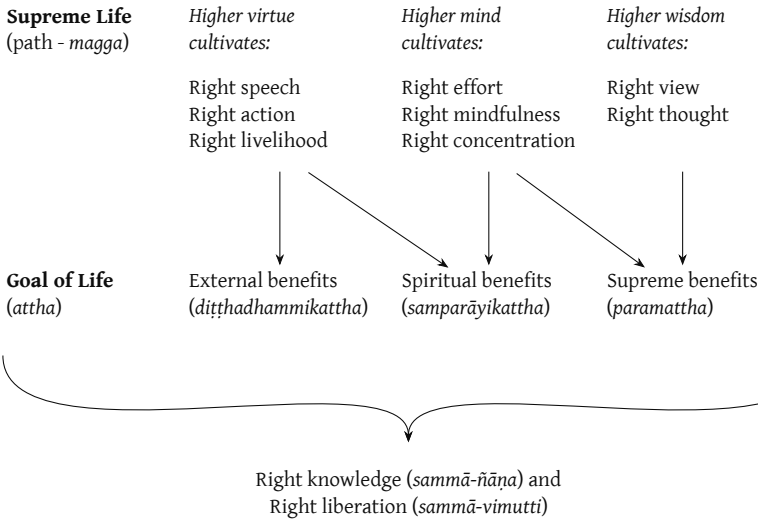 Supreme Life
(path - magga)
Higher virtue
cultivates:
Right speech
Right action
Right livelihood
Higher mind
cultivates:
Right effort
Right mindfulness
Right concentration
Higher wisdom
cultivates:
Right view
Right thought
Goal of Life
(attha)
External benefits
(diṭṭhadhammikattha)
Spiritual benefits
(samparāyikattha)
Supreme benefits
(paramattha)
Right knowledge (sammā-ñāṇa) and
Right liberation (sammā-vimutti)